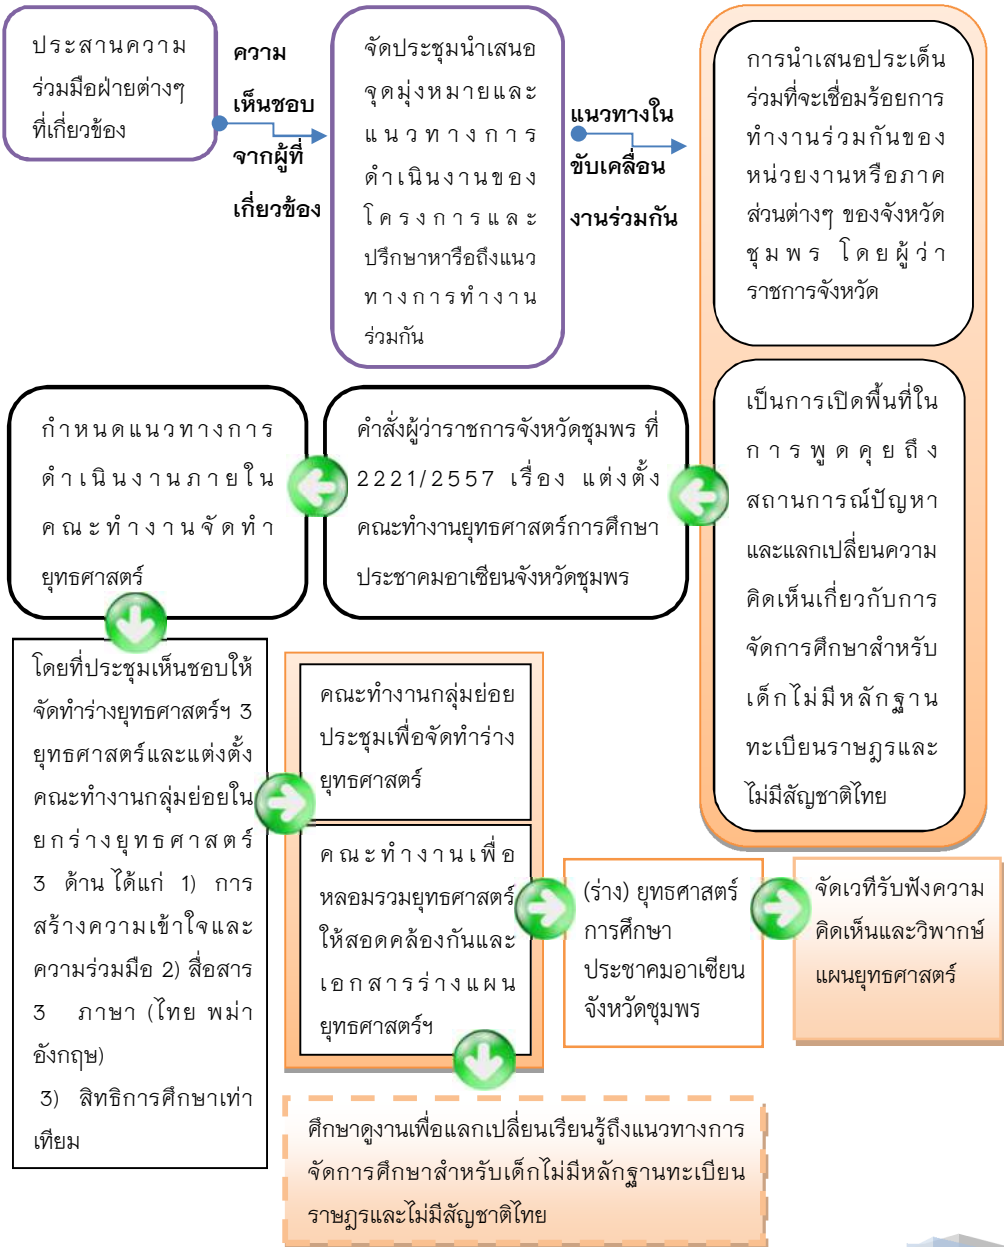 ประสานความ
ร่วมมือฝ่ายต่างๆ
ที่เกี่ยวข้อง
ความ
เห็นชอบ
จากผู้ที่
เกี่ยวข้อง
จัดประชุมนำเสนอ
จุดมุ่งหมายและ
แนวทางการ
ดำเนินงานของ
โครงการและ
ปรึกษาหารือถึงแนว
ทางการทำงาน
ร่วมกัน
แนวทางใน
ขับเคลื่อน
งานร่วมกัน
การนำเสนอประเด็น
ร่วมที่จะเชื่อมร้อยการ
ทำงานร่วมกันของ
หน่วยงานหรือภาค
ส่วนต่างๆ ของจังหวัด
ชุมพร โดยผู้ว่า
ราชการจังหวัด
เป็นการเปิดพื้นที่ใน
การพูดคุยถึง
สถานการณ์ปัญหา
และแลกเปลี่ยนความ
คิดเห็นเกี่ยวกับการ
จัดการศึกษาสำหรับ
เด็กไม่มีหลักฐาน
ทะเบียนราษฎรและ
ไม่มีสัญชาติไทย
คำสั่งผู้ว่าราชการจังหวัดชุมพร ที่
2221/2557 เรื่อง แต่งตั้ง
คณะทำงานยุทธศาสตร์การศึกษา
ประชาคมอาเซียนจังหวัดชุมพร
กำหนดแนวทางการ
ดำเนินงานภายใน
คณะทำงานจัดทำ
ยุทธศาสตร์
โดยที่ประชุมเห็นชอบให้
จัดทำร่างยุทธศาสตร์ฯ 3
ยุทธศาสตร์และแต่งตั้ง
คณะทำงานกลุ่มย่อยใน
ยกร่างยุทธศาสตร์
3 ด้าน ได้แก่ 1) การ
สร้างความเข้าใจและ
ความร่วมมือ 2) สื่อสาร
3 ภาษา (ไทย พม่า
อังกฤษ)
3) สิทธิการศึกษาเท่า
เทียม
คณะทำงานกลุ่มย่อย
ประชุมเพื่อจัดทำร่าง
ยุทธศาสตร์
คณะทำงานเพื่อ
หลอมรวมยุทธศาสตร์
ให้สอดคล้องกันและ
เอกสารร่างแผน
ยุทธศาสตร์ฯ
(ร่าง) ยุทธศาสตร์
การศึกษา
ประชาคมอาเซียน
จังหวัดชุมพร
จัดเวทีรับฟังความ
คิดเห็นและวิพากษ์
แผนยุทธศาสตร์
ศึกษาดูงานเพื่อแลกเปลี่ยนเรียนรู้ถึงแนวทางการ
จัดการศึกษาสำหรับเด็กไม่มีหลักฐานทะเบียน
ราษฎรและไม่มีสัญชาติไทย